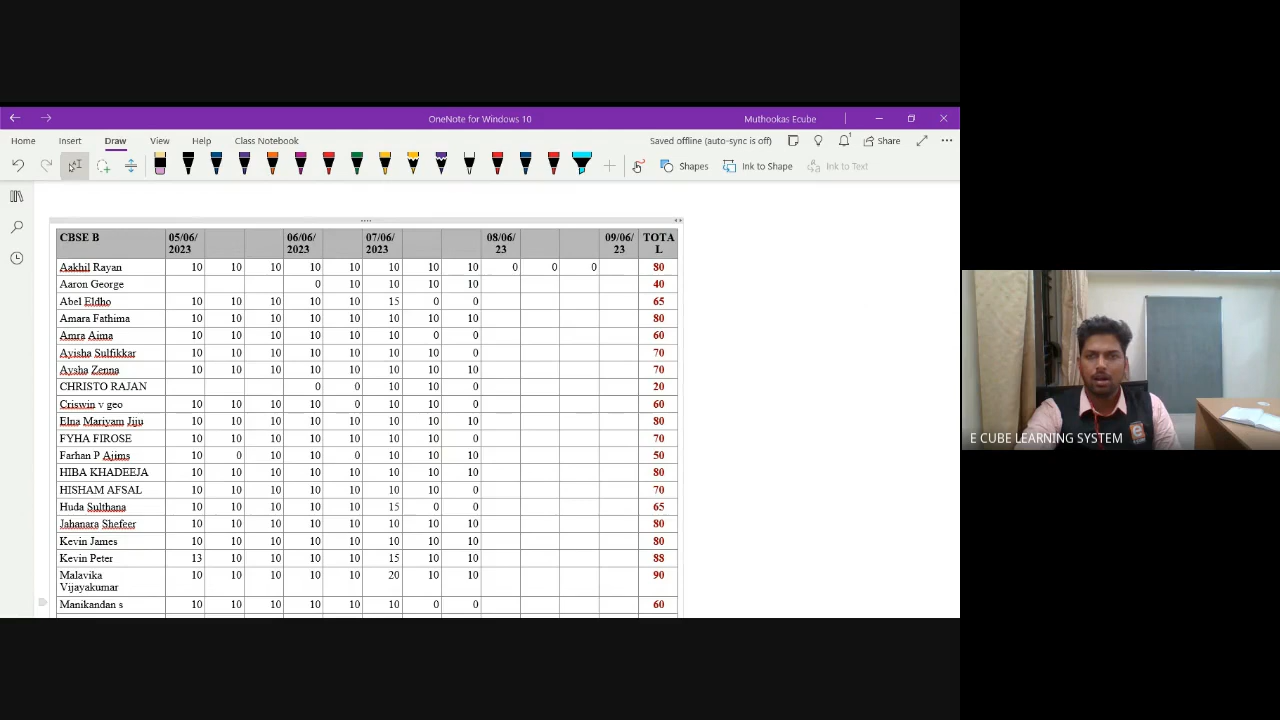 OneNote for Windows 10
Muthookas Ecube
Home Insert Draw View Help Class Notebook
Saved offline (auto-sync is off)
1
Share
Shapes
Ink to Shape
Ink to Text
CBSE B 05/06/ 06/06/ 07/06/ 08/06/ 09/06/ TOTA
2023 2023 2023 23 23 L
Aakhil Rayan 10 10 10 10 10 10 10 10 0 0 0 80
Aaron George 0 10 10 10 10 40
Abel Eldho 10 10 10 10 10 15 0 0 65
Amara Fathima 10 10 10 10 10 10 10 10 80
Amra Aima 10 10 10 10 10 10 0 0 60
Ayisha Sulfikkar 10 10 10 10 10 10 10 0 70
Aysha Zenna 10 10 10 10 10 10 10 10 70
CHRISTO RAJAN 0 0 10 10 0 20
Criswin v geo 10 10 10 10 0 10 10 0 60
Elna Mariyam Jiju 10 10 10 10 10 10 10 10 80
FYHA FIROSE 10 10 10 10 10 10 10 0 70
Farhan P Ajims 10 0 10 10 0 10 10 10 50
HIBA KHADEEJA 10 10 10 10 10 10 10 10 80
HISHAM AFSAL 10 10 10 10 10 10 10 0 70
Huda Sulthana 10 10 10 10 10 15 0 0 65
Jahanara Shefeer 10 10 10 10 10 10 10 10 80
Kevin James 10 10 10 10 10 10 10 10 80
Kevin Peter 13 10 10 10 10 15 10 10 88
Malavika 10 10 10 10 10 20 10 10 90
Vijayakumar
Manikandan s 10 10 10 10 10 10 0 0 60
E CUBE LEARNING SYSTEM